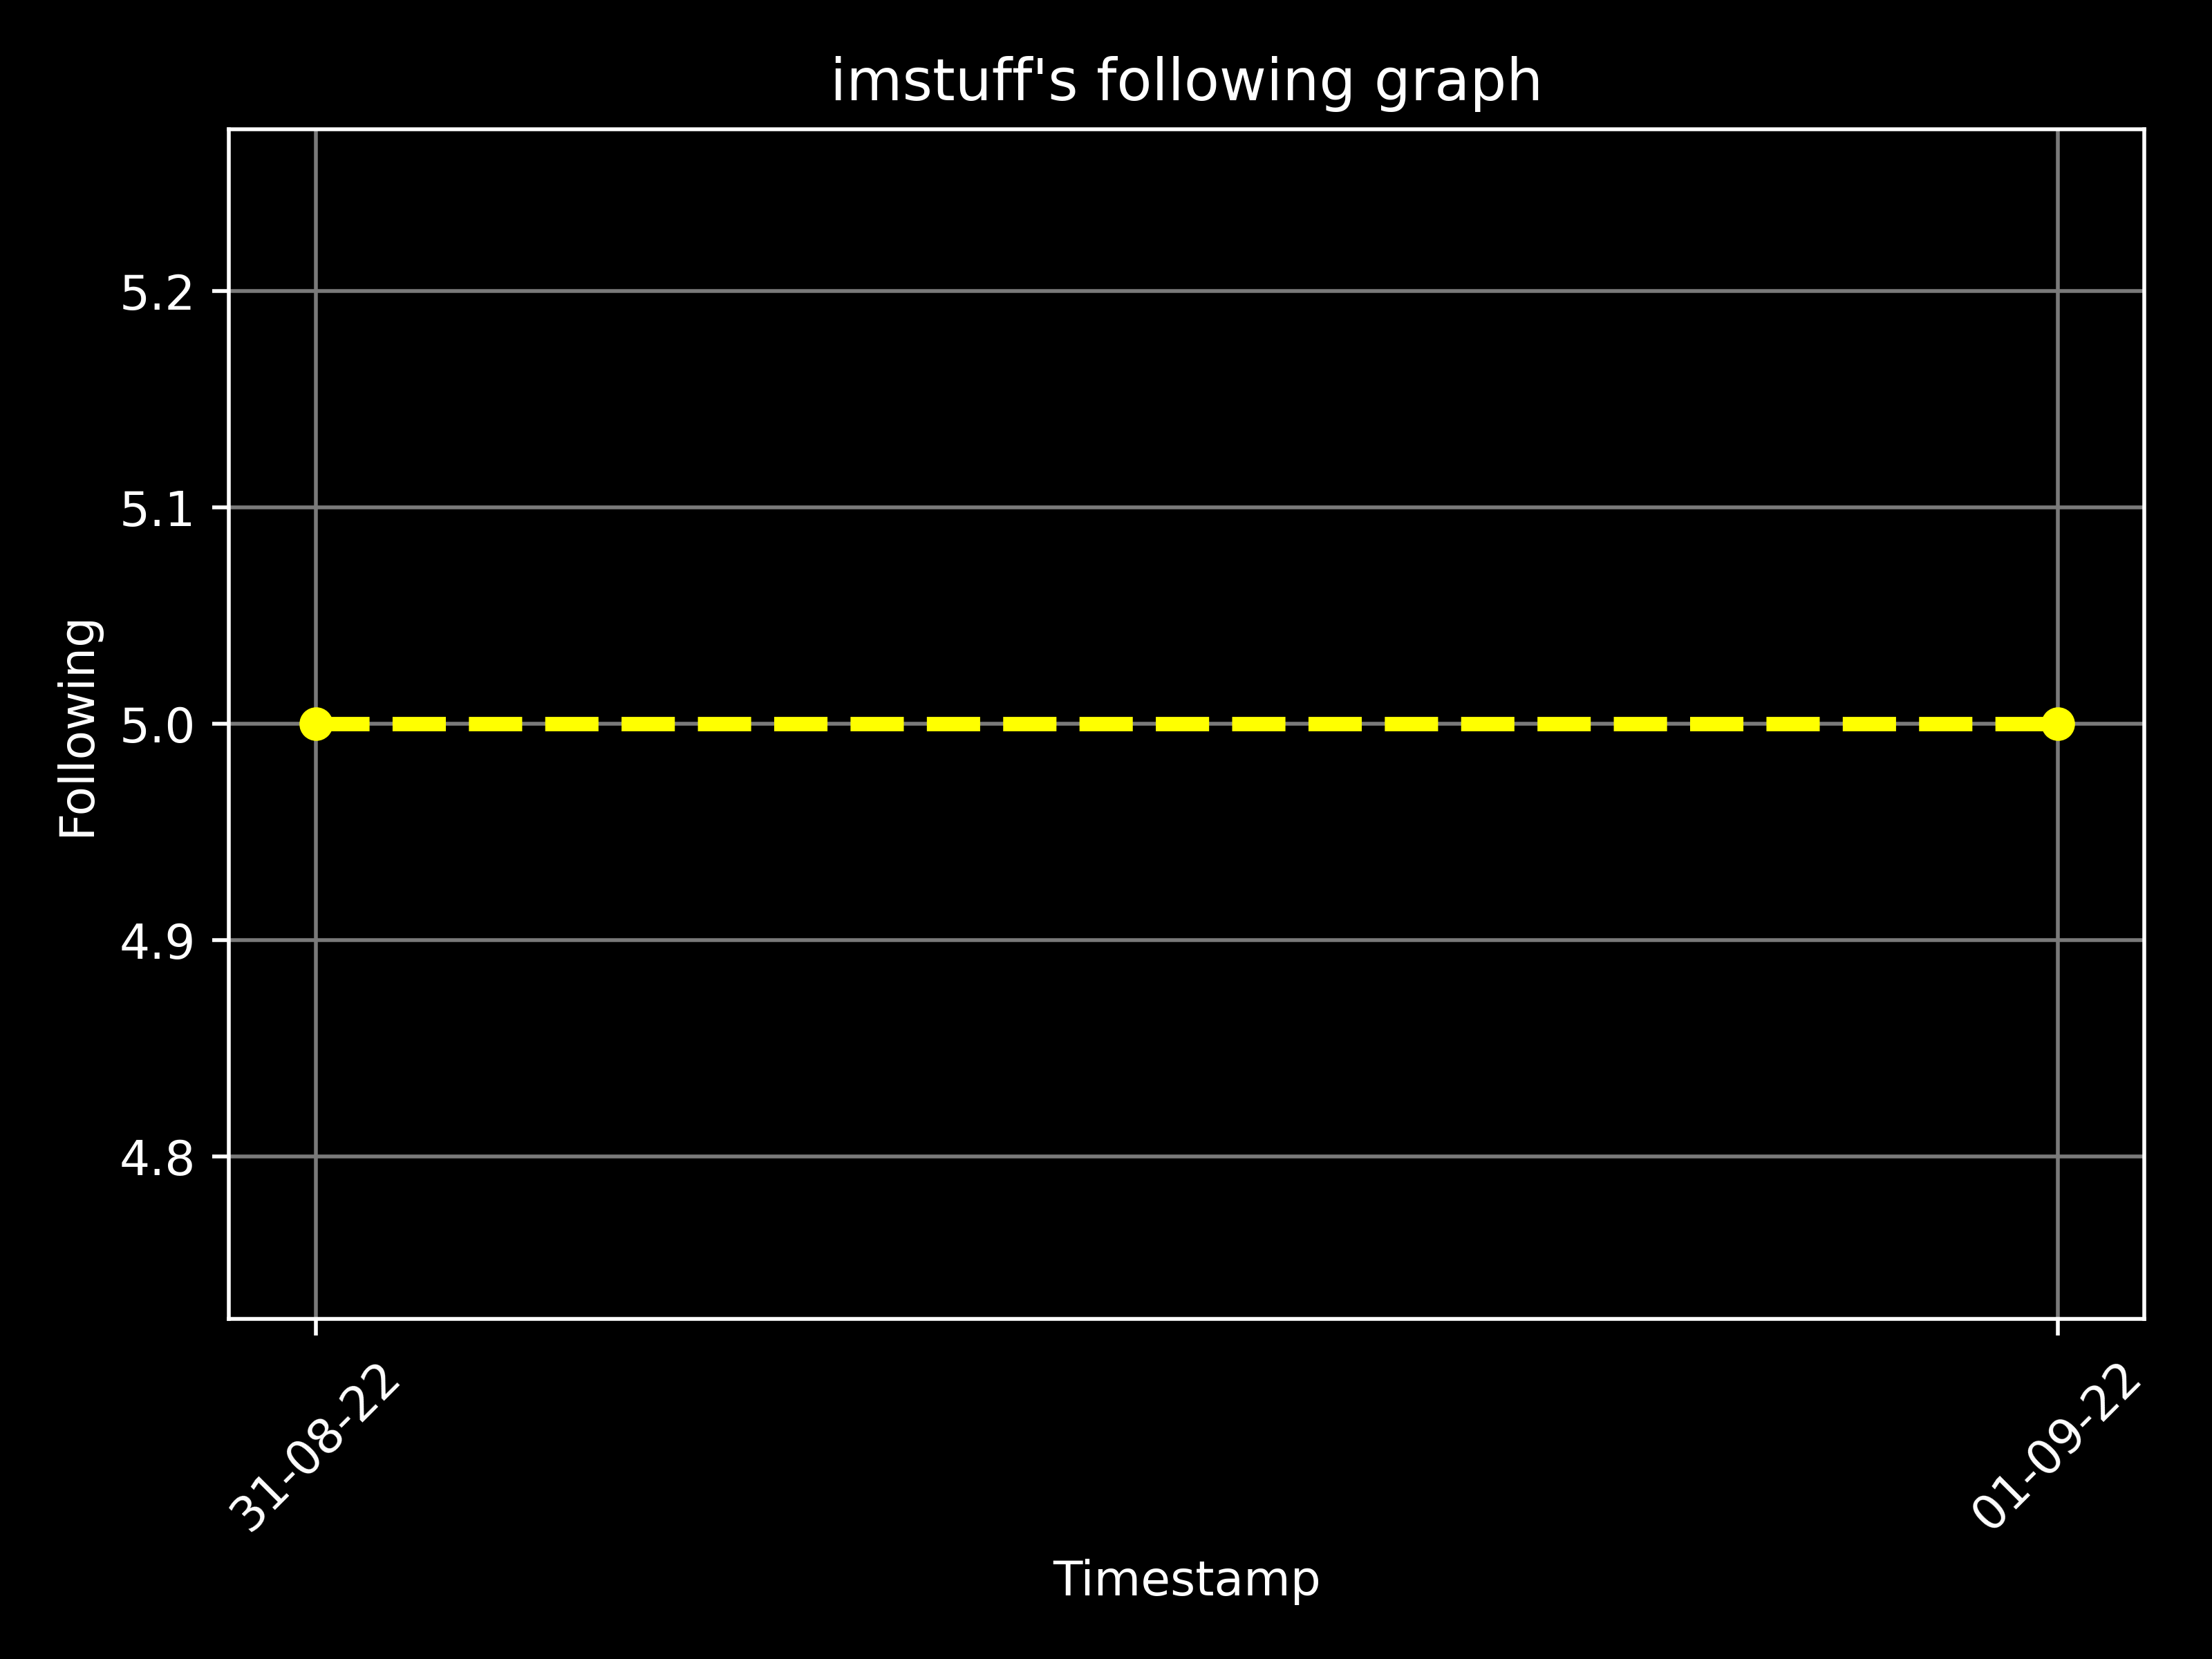 imstuff's following graph
5.2
5.1
5.0
4.9
4.8
Following
31-08-22
01-09-22
Timestamp